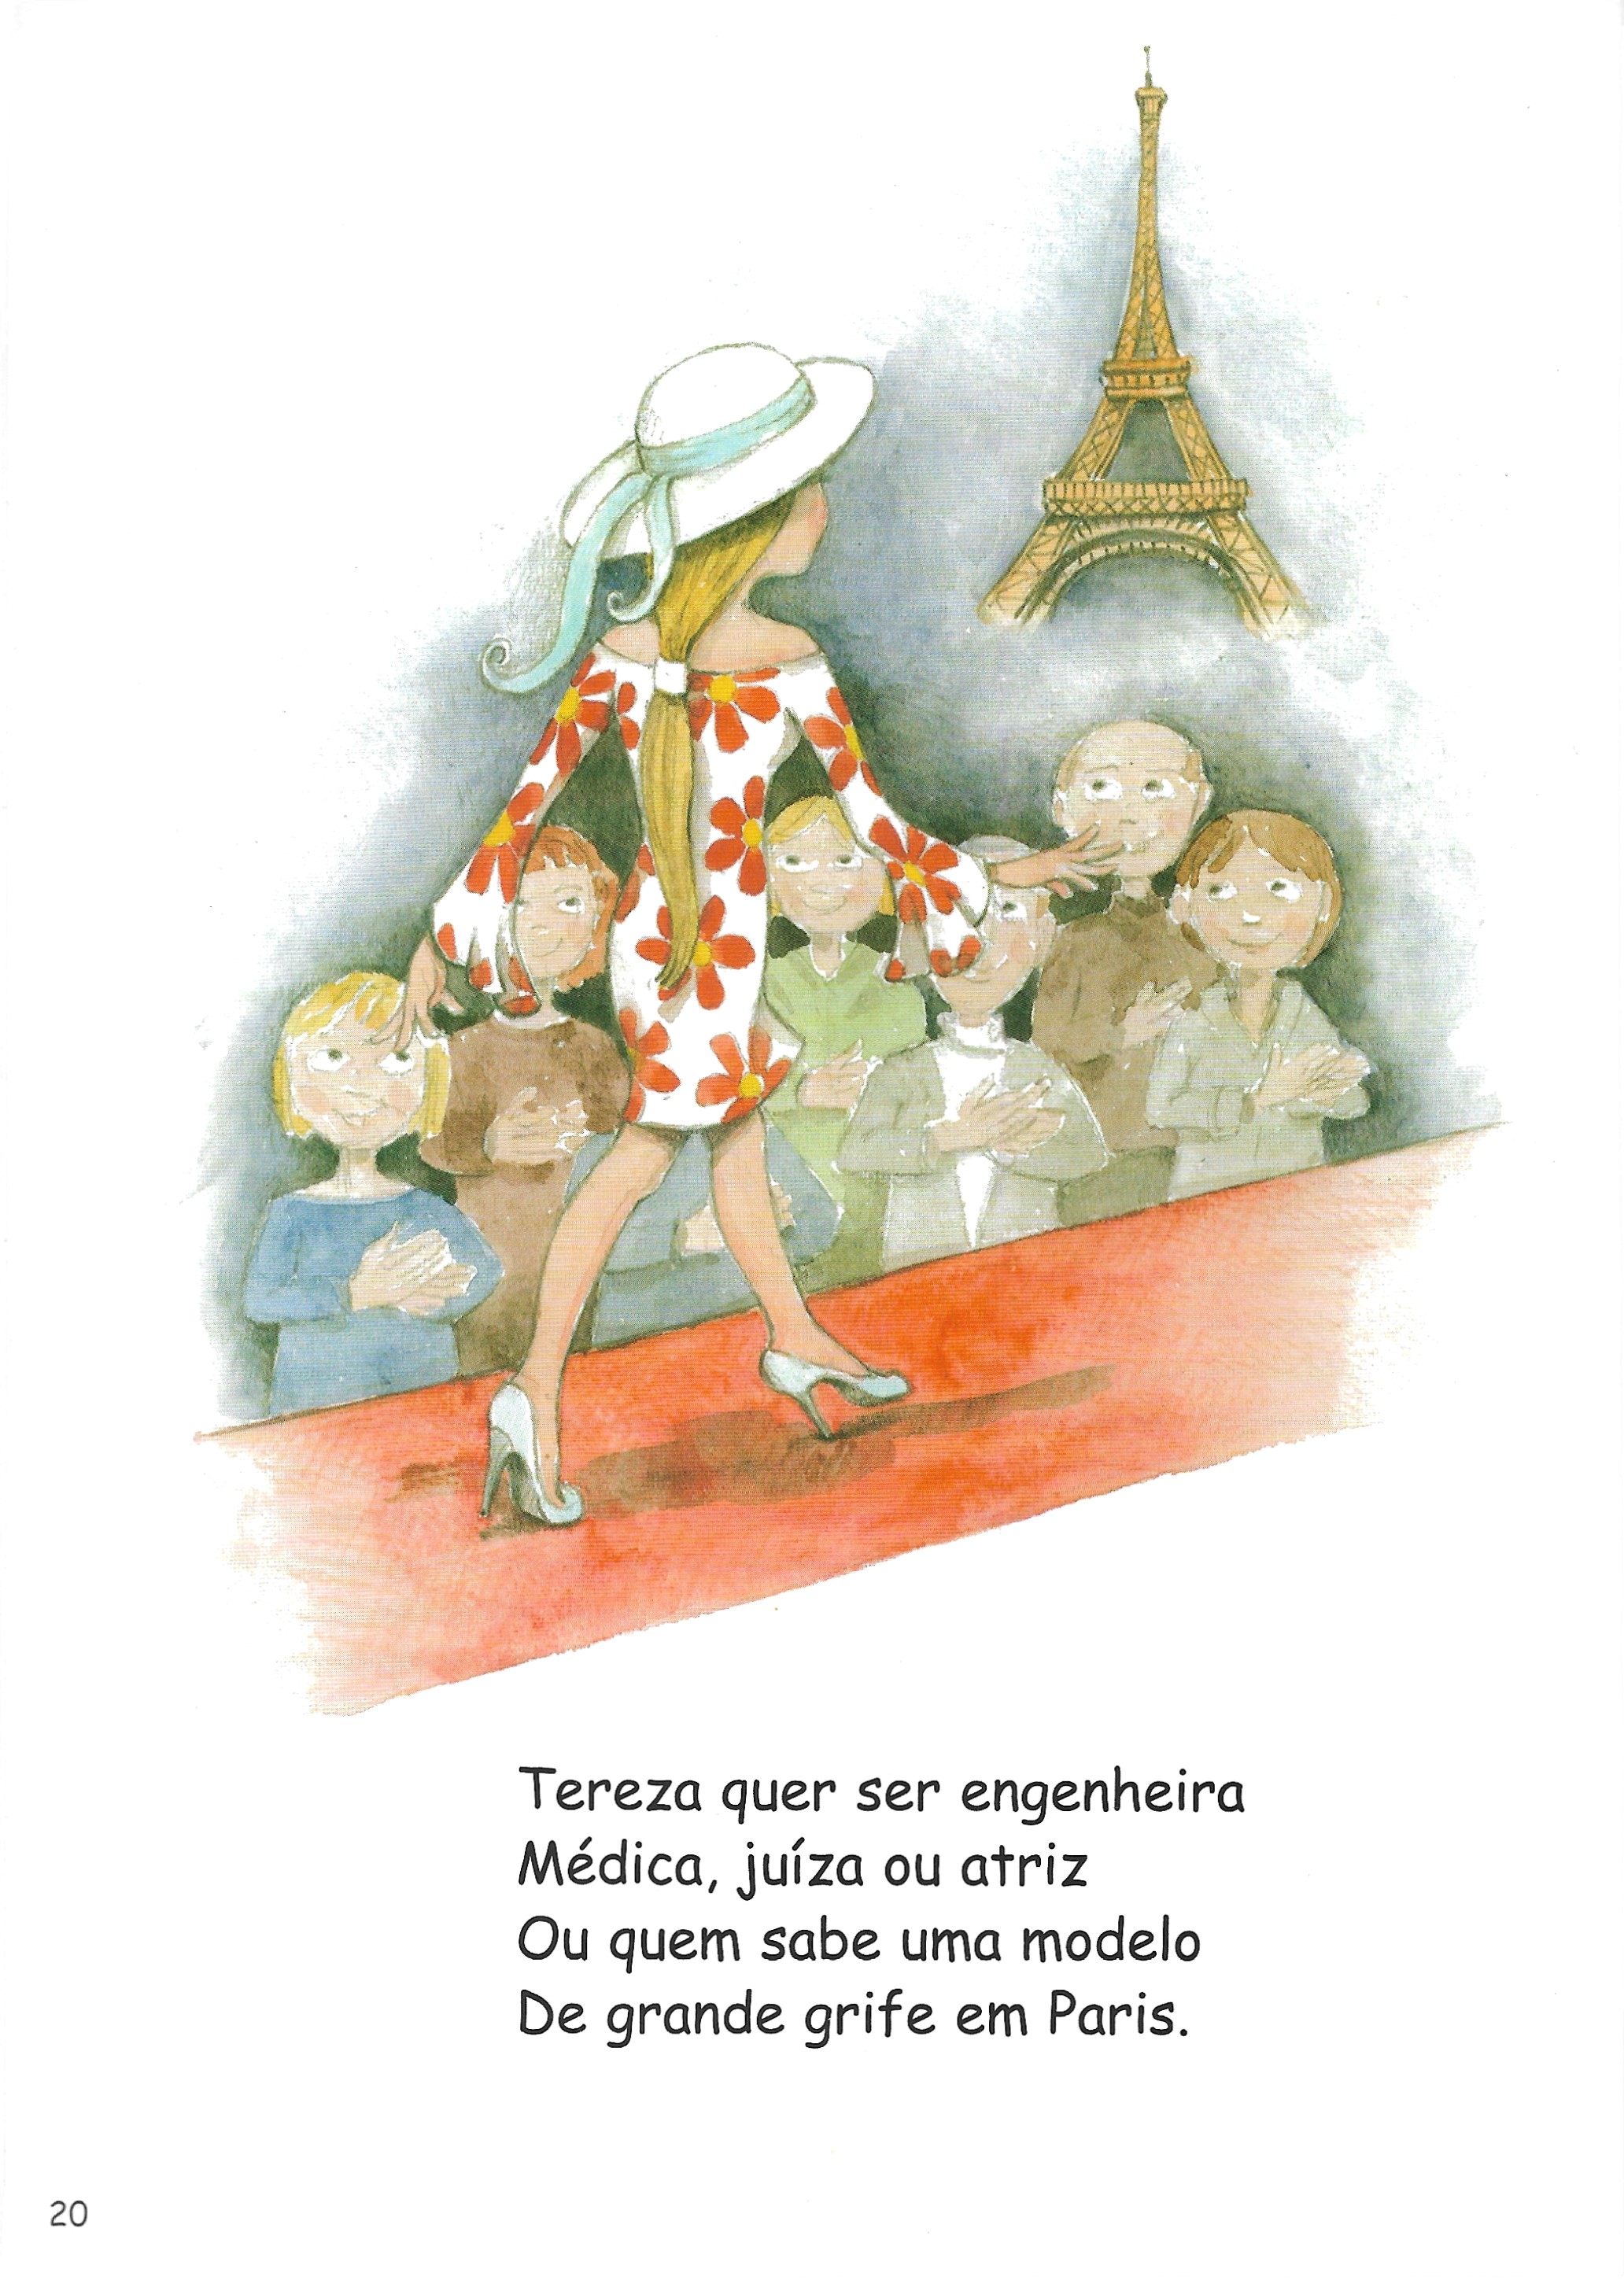 Tereza quer ser engenheira
Médica, juíza ou atriz
Ou quem sabe uma modelo
De grande grife em Paris.
20